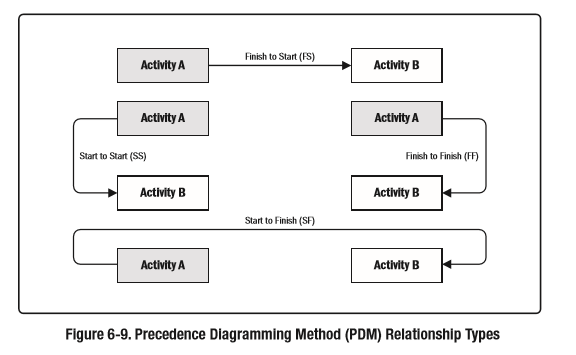 Finish to Start (FS)
Activity A
Activity B
Activity A
Activity A
Start to Start (SS)
Finish to Finish (FF)
Activity B
Activity B
Start to Finish (SF)
Activity A
Activity B
Figure 6-9. Precedence Diagramming Method (PDM) Relationship Types